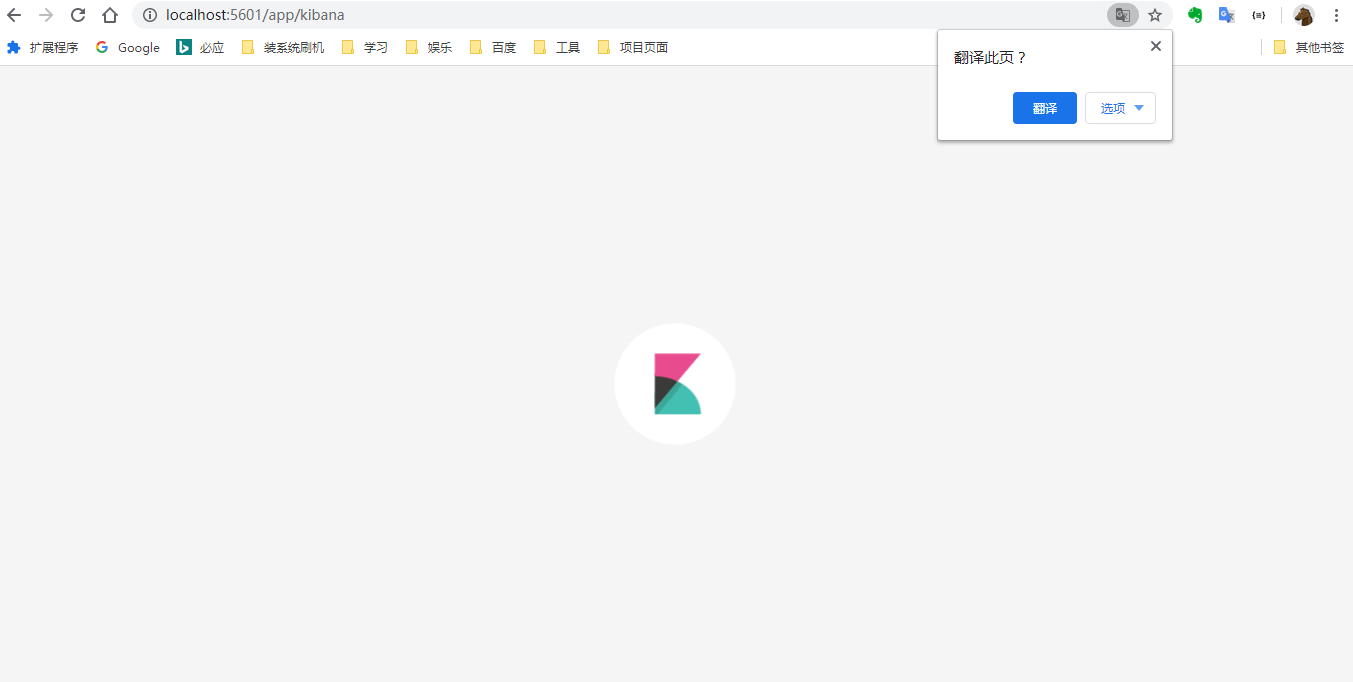 localhost:5601/app/kibana
扩展程序 Google 必应 装系统刷机 学习 娱乐 百度 工具 项目页面 其他书签
翻译此页？
翻译 选项